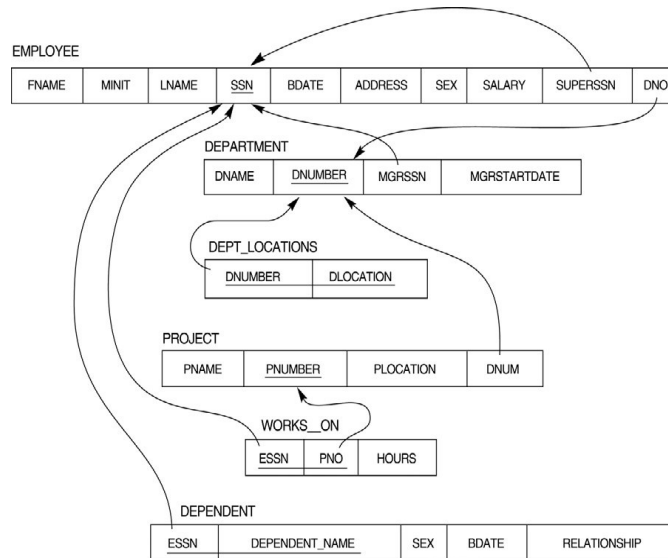 EMPLOYEE
FNAME MINIT LNAME SSN BDATE ADDRESS SEX SALARY SUPERSSN DNO
DEPARTMENT
DNAME DNUMBER MGRSSN MGRSTARTDATE
DEPT_LOCATIONS
DNUMBER DLOCATION
PROJECT
PNAME PNUMBER PLOCATION DNUM
WORKS__ON
ESSN PNO HOURS
DEPENDENT
ESSN DEPENDENT_NAME SEX BDATE RELATIONSHIP